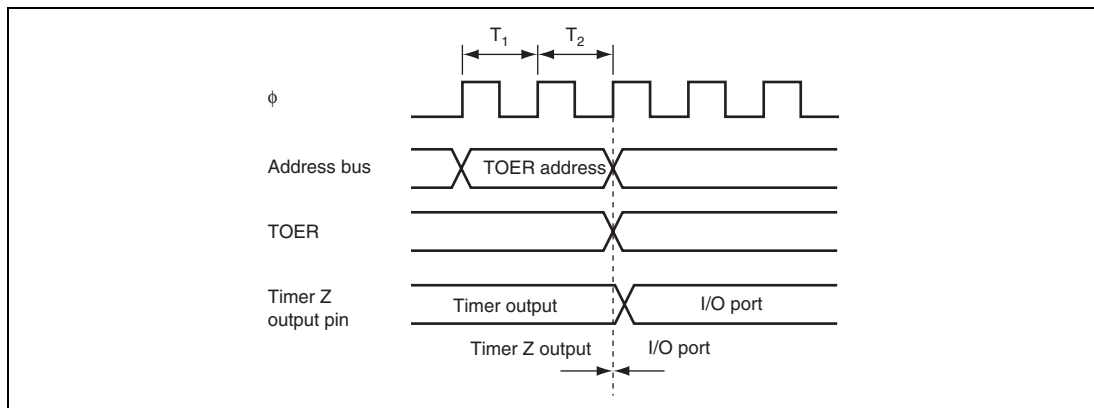 T1 T2
ϕ
Address bus TOER address
TOER
Timer Z
output pin
Timer output I/O port
Timer Z output I/O port